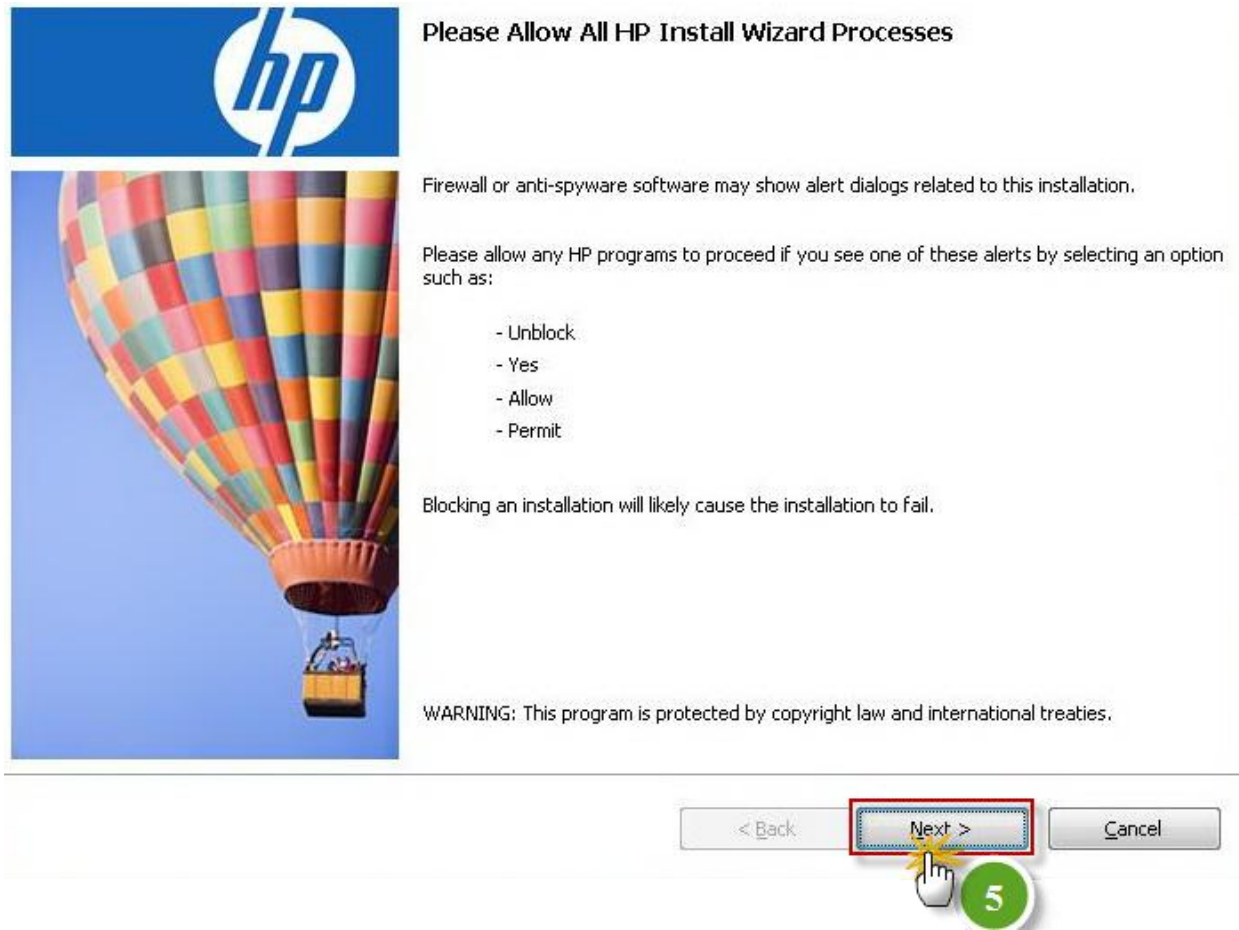 hp
Please Allow All HP Install Wizard Processes
Firewall or anti-spyware software may show alert dialogs related to this installation.
Please allow any HP programs to proceed if you see one of these alerts by selecting an option
such as:
- Unblock
- Yes
- Allow
- Permit
Blocking an installation will likely cause the installation to fail.
WARNING: This program is protected by copyright law and international treaties.
< Back Next > Cancel
5